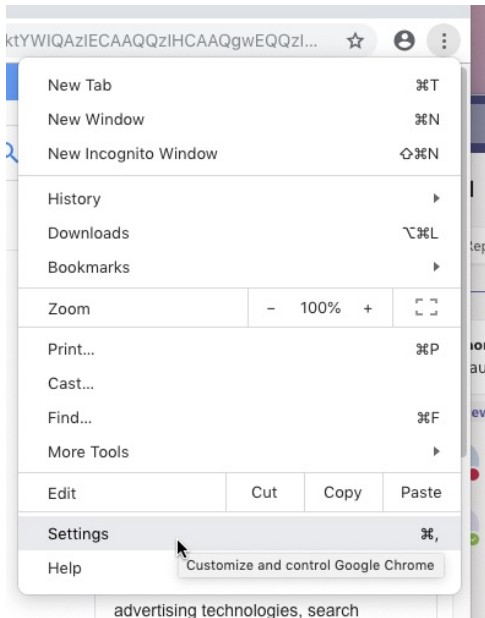 ktYWIQAzIECAAQQzIHCAAQgwEQQzI...
New Tab ⌘T
New Window ⌘N
New Incognito Window ⇧⌘N
History
Downloads ⌥⌘L
Bookmarks
Zoom - 100% +
Print... ⌘P
Cast...
Find... ⌘F
More Tools
Edit Cut Copy Paste
Settings ⌘,
Help
Customize and control Google Chrome
advertising technologies, search